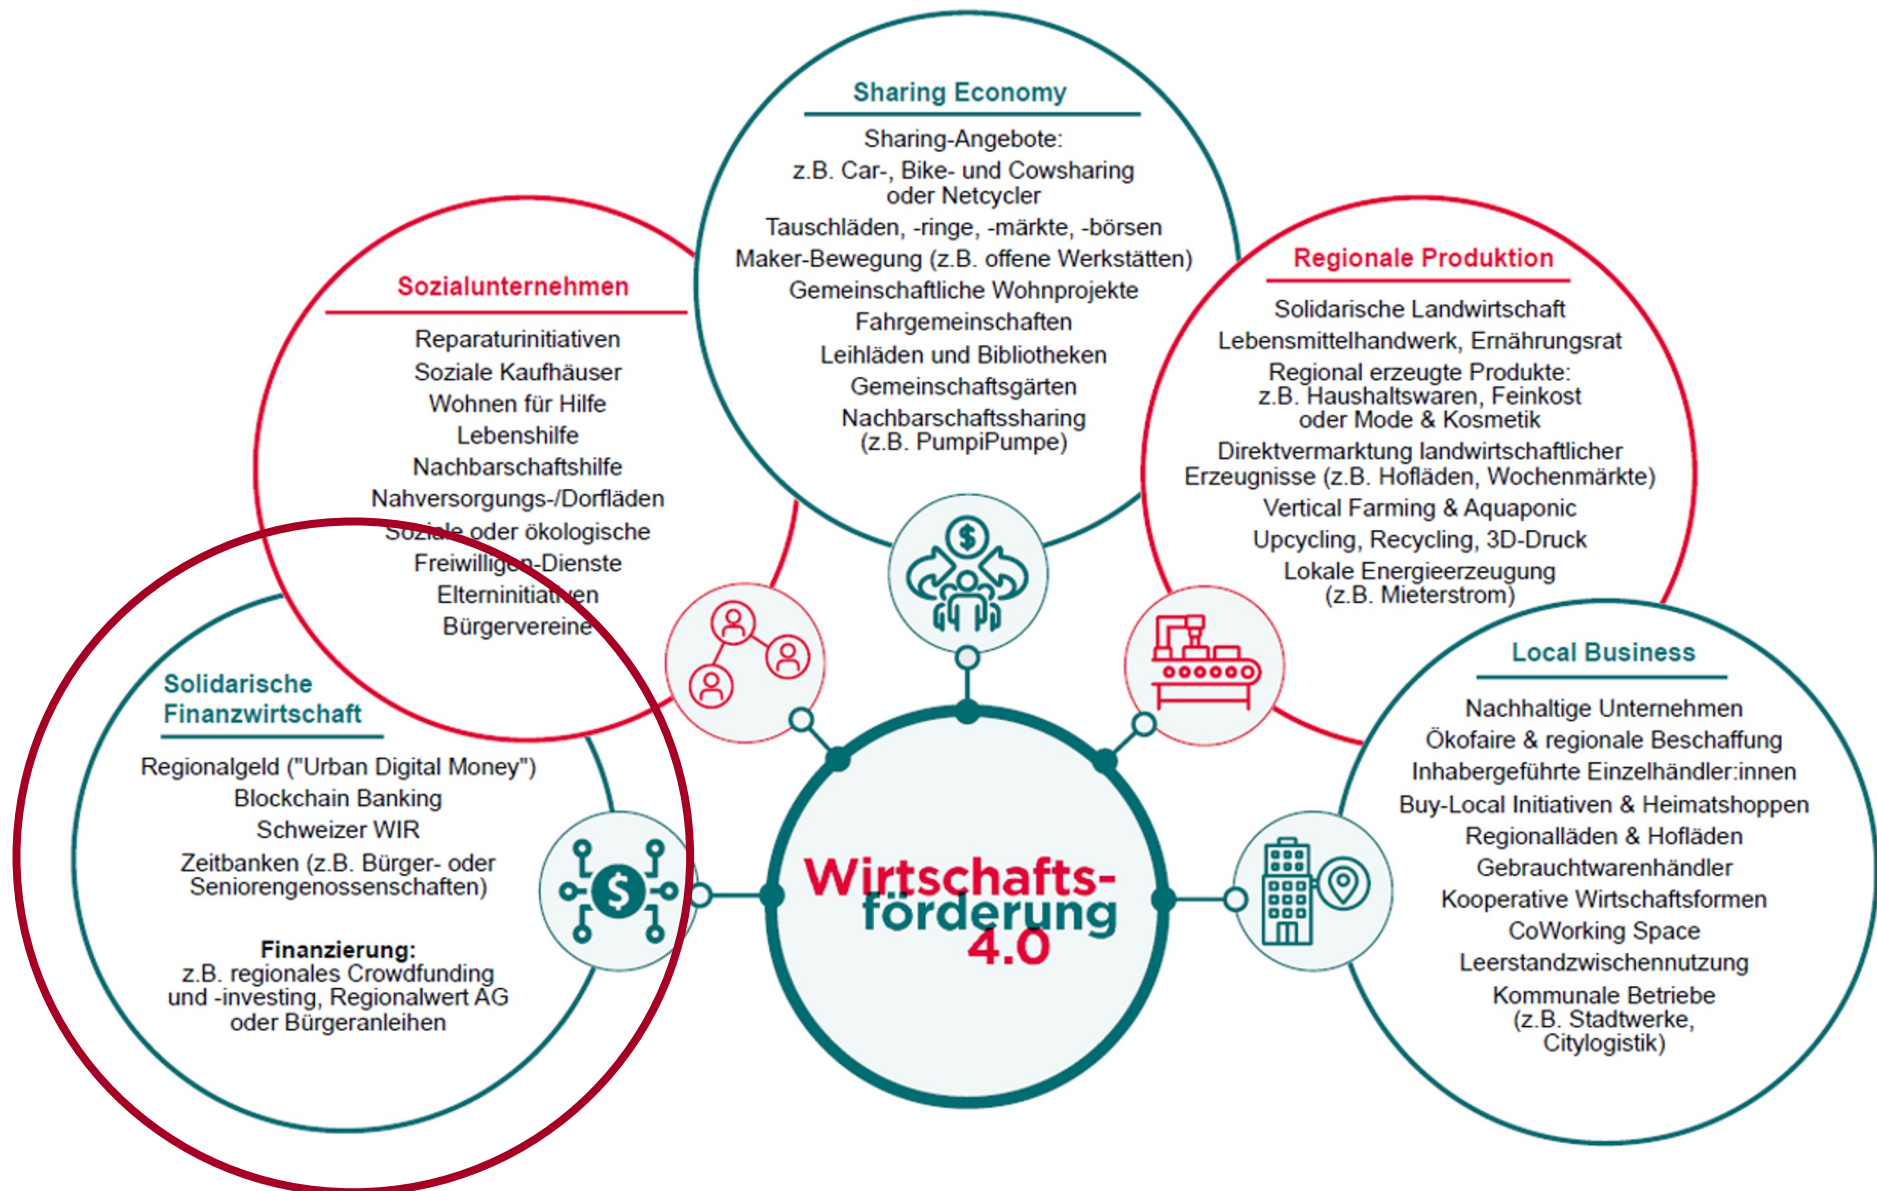 Sharing Economy
Sharing-Angebote:
z.B. Car-, Bike- und Cowsharing
oder Netcycler
Tauschläden, -ringe, -märkte, -börsen
Maker-Bewegung (z.B. offene Werkstätten)
Gemeinschaftliche Wohnprojekte
Fahrgemeinschaften
Leihläden und Bibliotheken
Gemeinschaftsgärten
Nachbarschaftssharing
(z.B. PumpiPumpe)
Sozialunternehmen
Reparaturinitiativen
Soziale Kaufhäuser
Wohnen für Hilfe
Lebenshilfe
Nachbarschaftshilfe
Nahversorgungs-/Dorfläden
Soziale oder ökologische
Freiwilligen-Dienste
Elterninitiativen
Bürgervereine
Regionale Produktion
Solidarische Landwirtschaft
Lebensmittelhandwerk, Ernährungsrat
Regional erzeugte Produkte:
z.B. Haushaltswaren, Feinkost
oder Mode & Kosmetik
Direktvermarktung landwirtschaftlicher
Erzeugnisse (z.B. Hofläden, Wochenmärkte)
Vertical Farming & Aquaponic
Upcycling, Recycling, 3D-Druck
Lokale Energieerzeugung
(z.B. Mieterstrom)
Solidarische
Finanzwirtschaft
Regionalgeld ("Urban Digital Money")
Blockchain Banking
Schweizer WIR
Zeitbanken (z.B. Bürger- oder
Seniorengenossenschaften)
Finanzierung:
z.B. regionales Crowdfunding
und -investing, Regionalwert AG
oder Bürgeranleihen
Wirtschafts-
förderung
4.0
Local Business
Nachhaltige Unternehmen
Ökofaire & regionale Beschaffung
Inhabergeführte Einzelhändler:innen
Buy-Local Initiativen & Heimatshoppen
Regionalläden & Hofläden
Gebrauchtwarenhändler
Kooperative Wirtschaftsformen
CoWorking Space
Leerstandzwischennutzung
Kommunale Betriebe
(z.B. Stadtwerke,
Citylogistik)